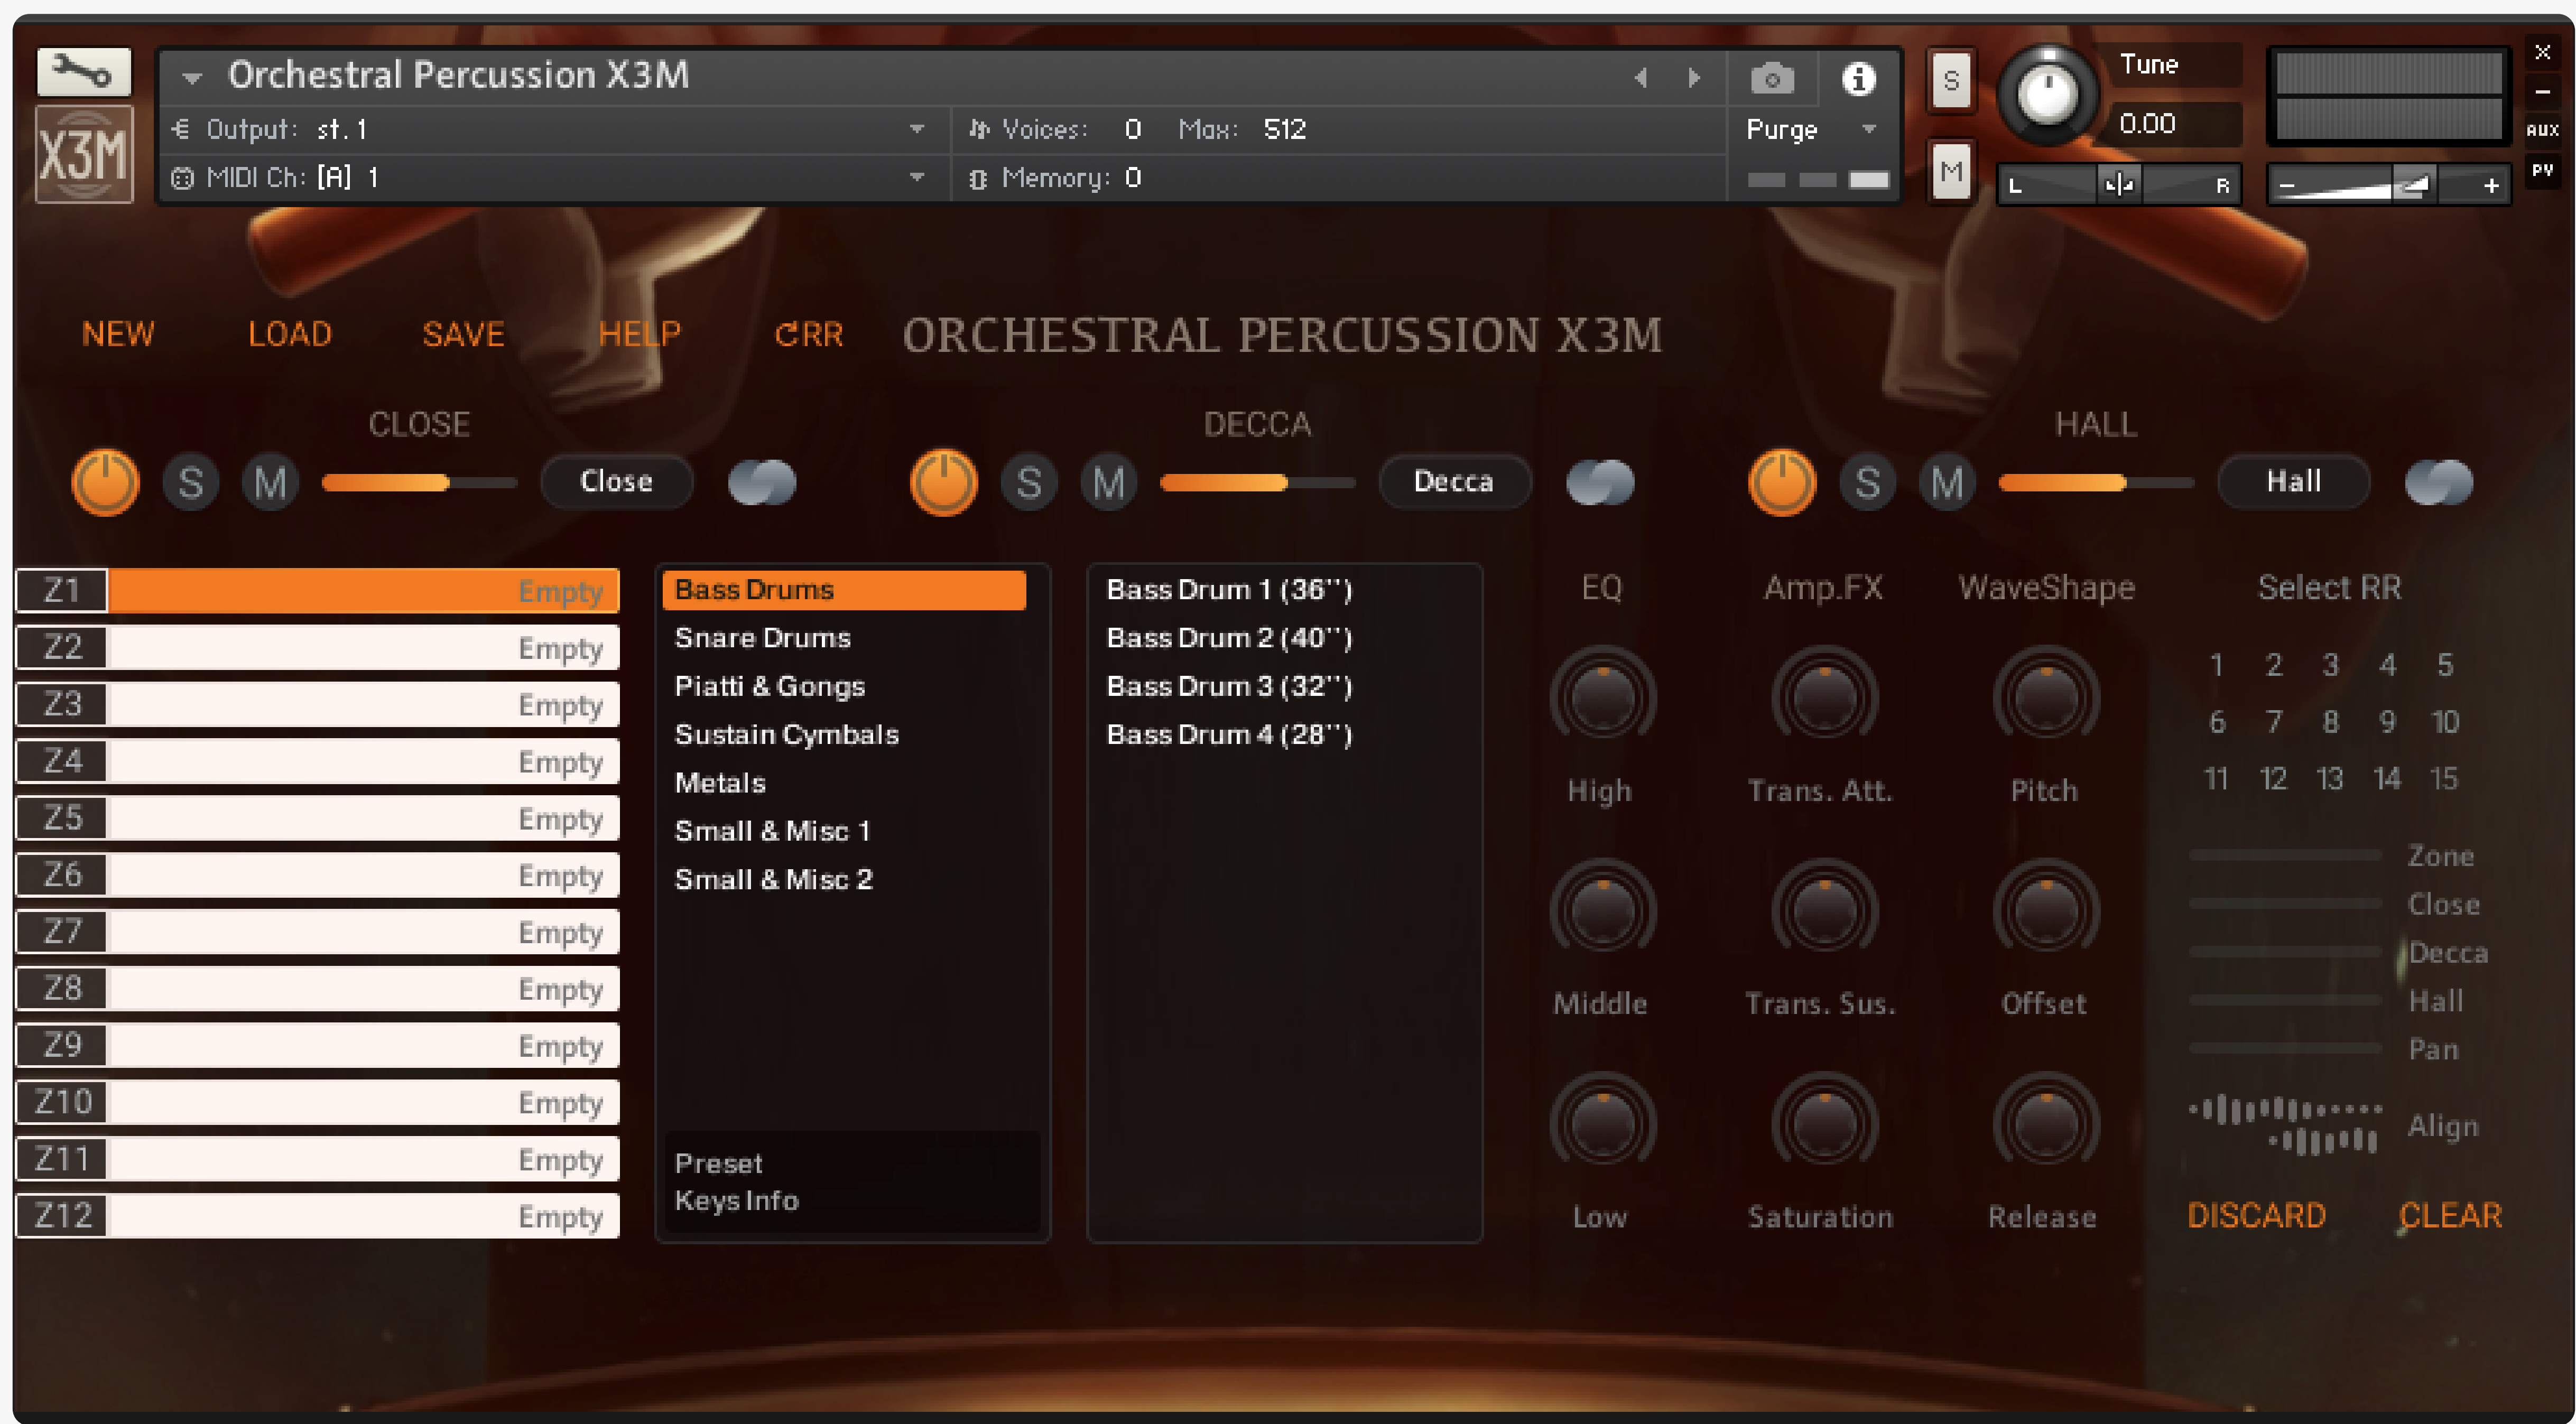 Orchestral Percussion X3M
X3M
Output: st. 1
Voices: 0 Max: 512
Purge
MIDI Ch: [A] 1
Memory: 0
S
M
Tune
0.00
L R
- +
X
-
AUX
PV
NEW LOAD SAVE HELP RR
ORCHESTRAL PERCUSSION X3M
CLOSE DECCA HALL
S M Close
S M Decca
S M Hall
Z1 Empty
Z2 Empty
Z3 Empty
Z4 Empty
Z5 Empty
Z6 Empty
Z7 Empty
Z8 Empty
Z9 Empty
Z10 Empty
Z11 Empty
Z12 Empty
Bass Drums
Snare Drums
Piatti & Gongs
Sustain Cymbals
Metals
Small & Misc 1
Small & Misc 2
Preset
Keys Info
Bass Drum 1 (36'')
Bass Drum 2 (40'')
Bass Drum 3 (32'')
Bass Drum 4 (28'')
EQ Amp.FX WaveShape
High Trans. Att. Pitch
Middle Trans. Sus. Offset
Low Saturation Release
Select RR
1 2 3 4 5
6 7 8 9 10
11 12 13 14 15
Zone
Close
Decca
Hall
Pan
Align
DISCARD CLEAR